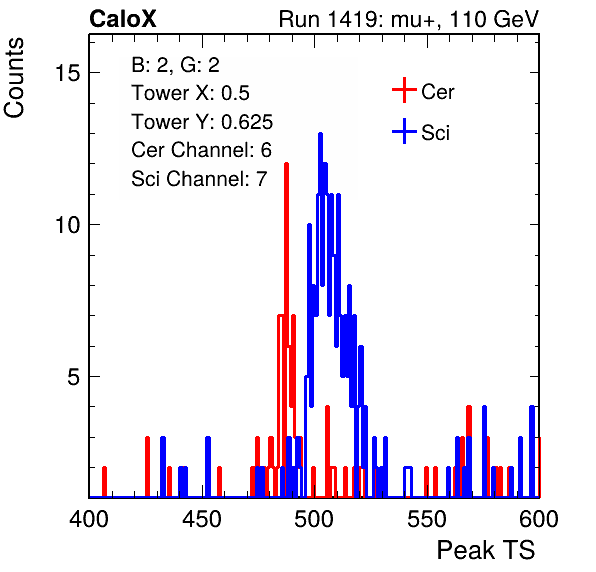 CaloX Run 1419: mu+, 110 GeV
Counts
B: 2, G: 2
Tower X: 0.5
Tower Y: 0.625
Cer Channel: 6
Sci Channel: 7
Cer
Sci
15
10
5
400 450 500 550 600
Peak TS